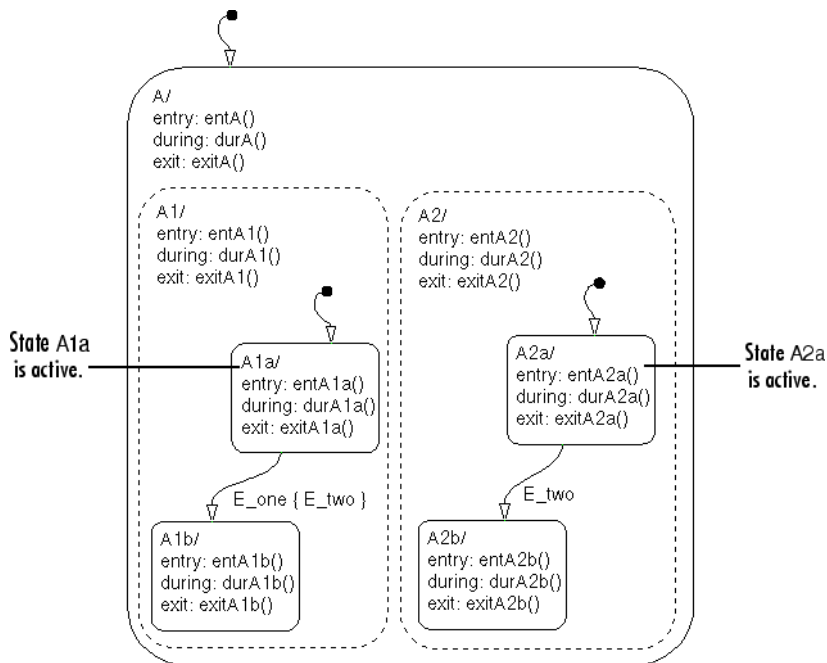 A/
entry: entA()
during: durA()
exit: exitA()
A1/
entry: entA1()
during: durA1()
exit: exitA1()
A2/
entry: entA2()
during: durA2()
exit: exitA2()
State A1a
is active.
A1a/
entry: entA1a()
during: durA1a()
exit: exitA1a()
A2a/
entry: entA2a()
during: durA2a()
exit: exitA2a()
State A2a
is active.
E_one { E_two }
E_two
A1b/
entry: entA1b()
during: durA1b()
exit: exitA1b()
A2b/
entry: entA2b()
during: durA2b()
exit: exitA2b()